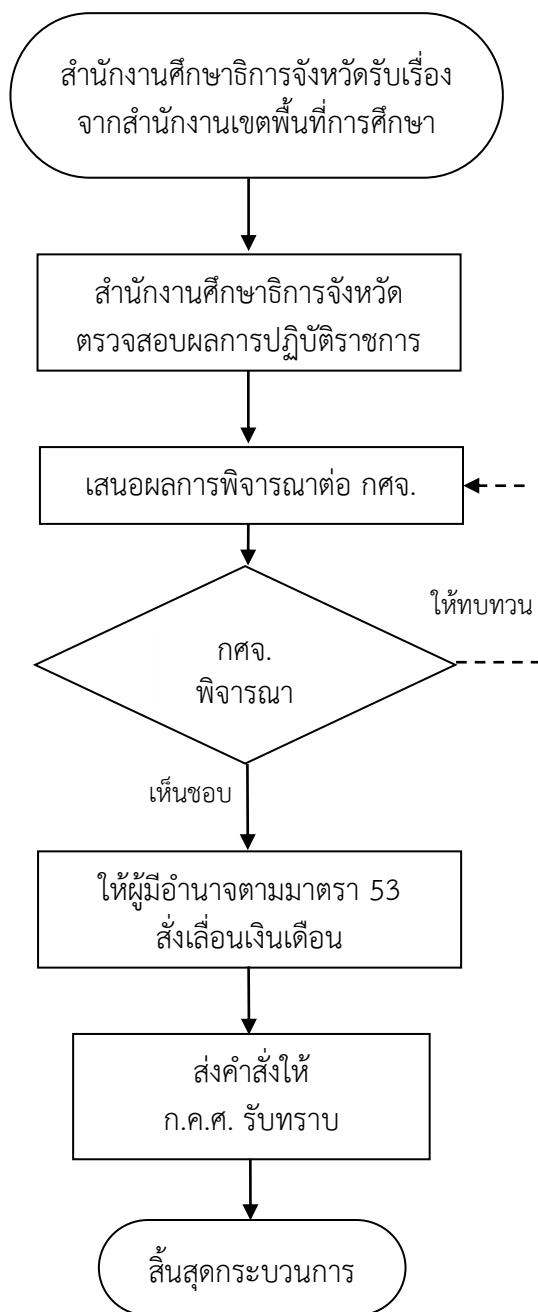 สำนักงานศึกษาธิการจังหวัดรับเรื่อง
จากสำนักงานเขตพื้นที่การศึกษา
สำนักงานศึกษาธิการจังหวัด
ตรวจสอบผลการปฏิบัติราชการ
เสนอผลการพิจารณาต่อ กศจ.
ให้ทบทวน
กศจ.
พิจารณา
เห็นชอบ
ให้ผู้มีอำนาจตามมาตรา 53
สั่งเลื่อนเงินเดือน
ส่งคำสั่งให้
ก.ค.ศ. รับทราบ
สิ้นสุดกระบวนการ